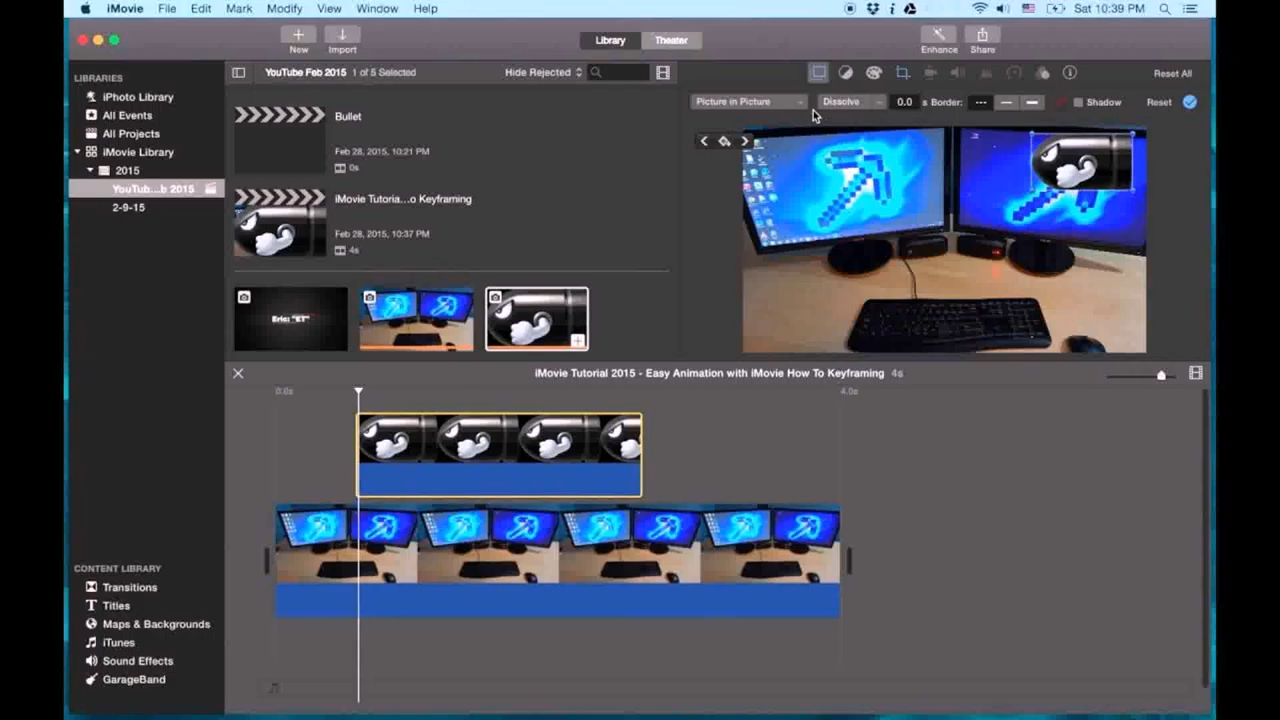 iMovie File Edit Mark Modify View Window Help Sat 10:39 PM
New Import Library Theater Enhance Share
LIBRARIES YouTube Feb 2015 1 of 5 Selected Hide Rejected Reset All
iPhoto Library
All Events
All Projects
iMovie Library
2015
YouTub...b 2015
2-9-15
Picture in Picture Dissolve 0.0 s Border: Shadow Reset
Bullet
Feb 28, 2015, 10:21 PM
0s
iMovie Tutoria...o Keyframing
Feb 28, 2015, 10:37 PM
4s
Eric: "ET"
iMovie Tutorial 2015 - Easy Animation with iMovie How To Keyframing 4s
0.0s 4.0s
CONTENT LIBRARY
Transitions
T Titles
Maps & Backgrounds
iTunes
Sound Effects
GarageBand